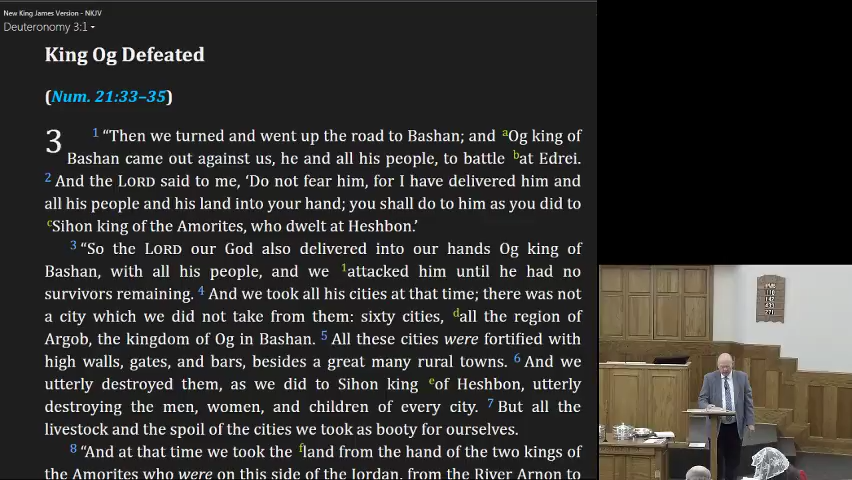 New King James Version - NKJV
Deuteronomy 3:1
King Og Defeated
(Num. 21:33–35)
3 1 “Then we turned and went up the road to Bashan; and aOg king of
Bashan came out against us, he and all his people, to battle bat Edrei.
2 And the LORD said to me, ‘Do not fear him, for I have delivered him and
all his people and his land into your hand; you shall do to him as you did to
cSihon king of the Amorites, who dwelt at Heshbon.’
3 “So the LORD our God also delivered into our hands Og king of
Bashan, with all his people, and we 1attacked him until he had no
survivors remaining. 4 And we took all his cities at that time; there was not
a city which we did not take from them: sixty cities, dall the region of
Argob, the kingdom of Og in Bashan. 5 All these cities were fortified with
high walls, gates, and bars, besides a great many rural towns. 6 And we
utterly destroyed them, as we did to Sihon king eof Heshbon, utterly
destroying the men, women, and children of every city. 7 But all the
livestock and the spoil of the cities we took as booty for ourselves.
8 “And at that time we took the fland from the hand of the two kings of
the Amorites who were on this side of the Jordan, from the River Arnon to